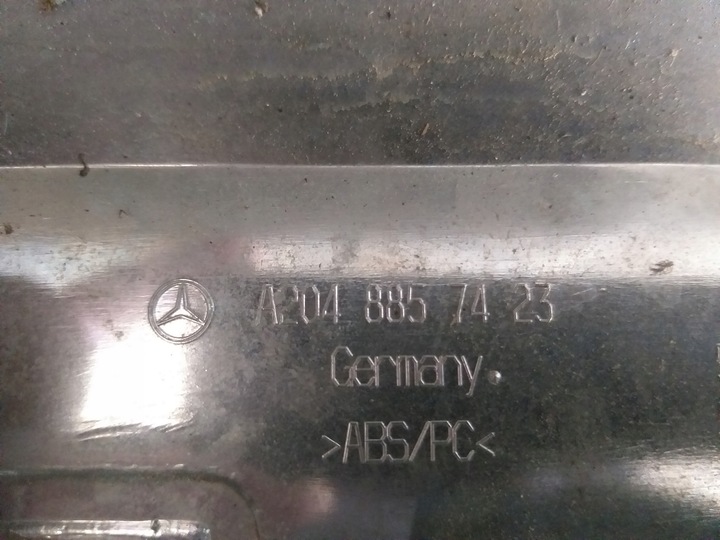 A204 885 74 23
Germany.
>ABS/PC<